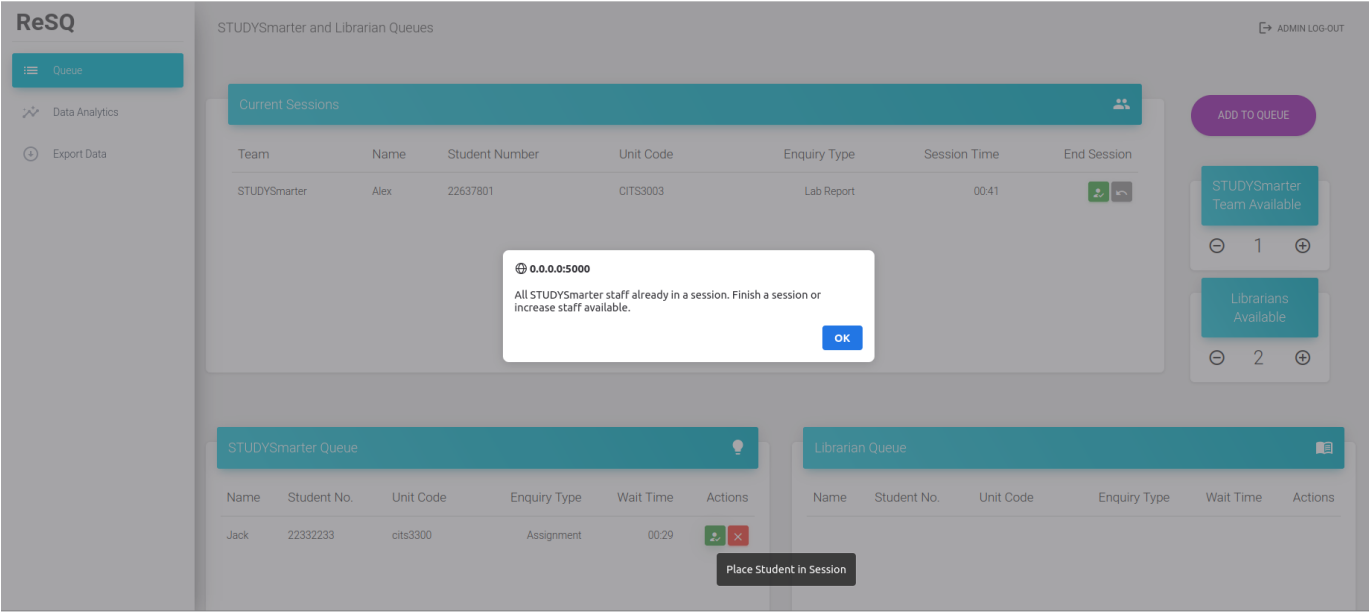 ReSQ
STUDYSmarter and Librarian Queues
ADMIN LOG-OUT
Queue
Data Analytics
Export Data
Current Sessions
Team Name Student Number Unit Code Enquiry Type Session Time End Session
STUDYSmarter Alex 22637801 CITS3003 Lab Report 00:41
ADD TO QUEUE
STUDYSmarter
Team Available
1
Librarians
Available
2
0.0.0.0:5000
All STUDYSmarter staff already in a session. Finish a session or
increase staff available.
OK
STUDYSmarter Queue
Name Student No. Unit Code Enquiry Type Wait Time Actions
Jack 22332233 cits3300 Assignment 00:29
Place Student in Session
Librarian Queue
Name Student No. Unit Code Enquiry Type Wait Time Actions